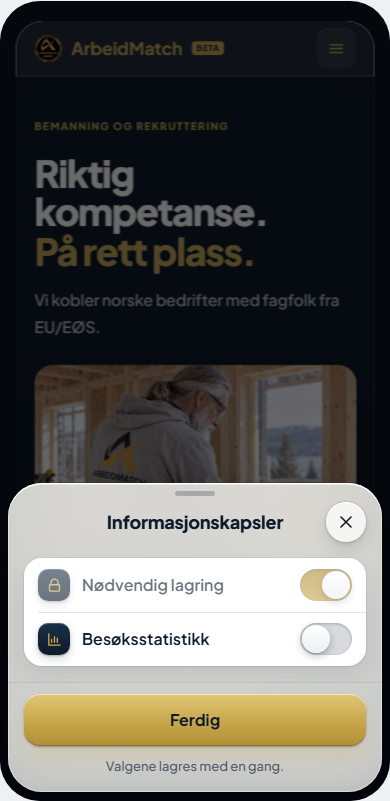 ArbeidMatch BETA
BEMANNING OG REKRUTTERING
Riktig
kompetanse.
På rett plass.
Vi kobler norske bedrifter med fagfolk fra
EU/EØS.
ARBEIDMATCH
Informasjonskapsler
Nødvendig lagring
Besøksstatistikk
Ferdig
Valgene lagres med en gang.